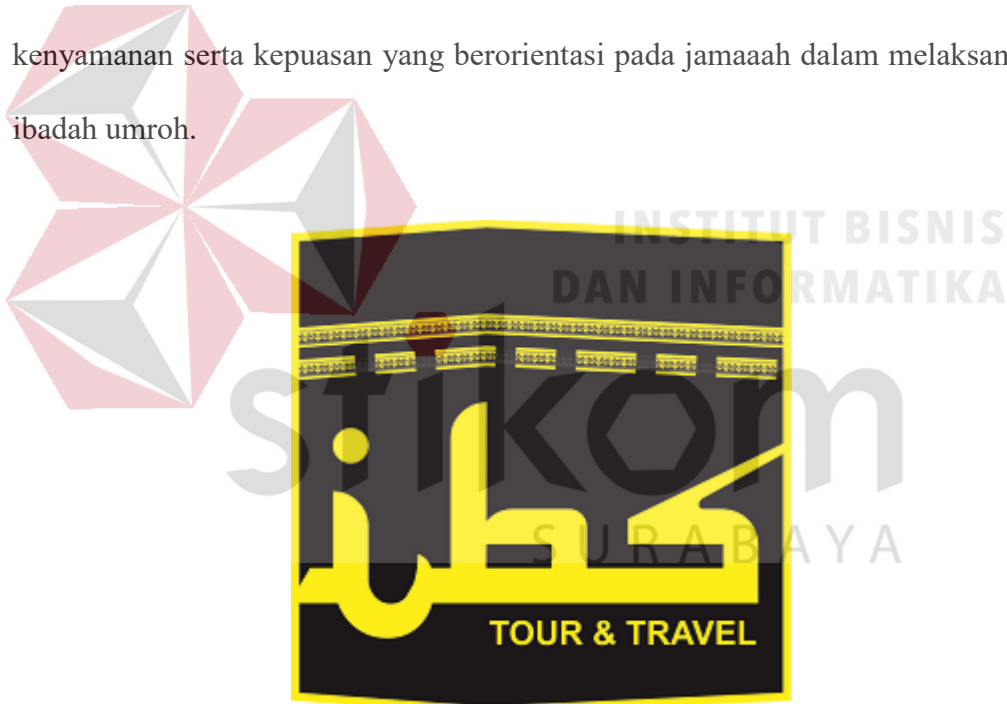 kenyamanan serta kepuasan yang berorientasi pada jamaaah dalam melaksan
ibadah umroh.
INSTITUT BISNIS
DAN INFORMATIKA
stikom
SURABAYA
كطن
TOUR & TRAVEL